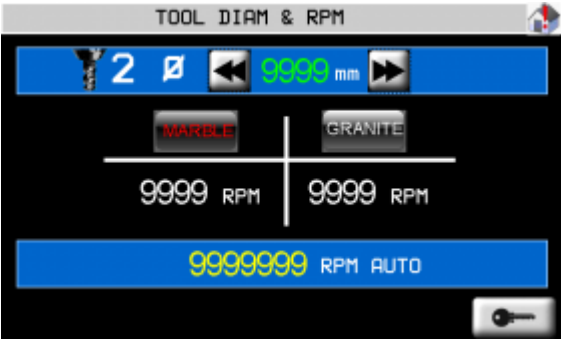 TOOL DIAM & RPM
2 Ø 9999 mm
MARBLE GRANITE
9999 RPM 9999 RPM
9999999 RPM AUTO